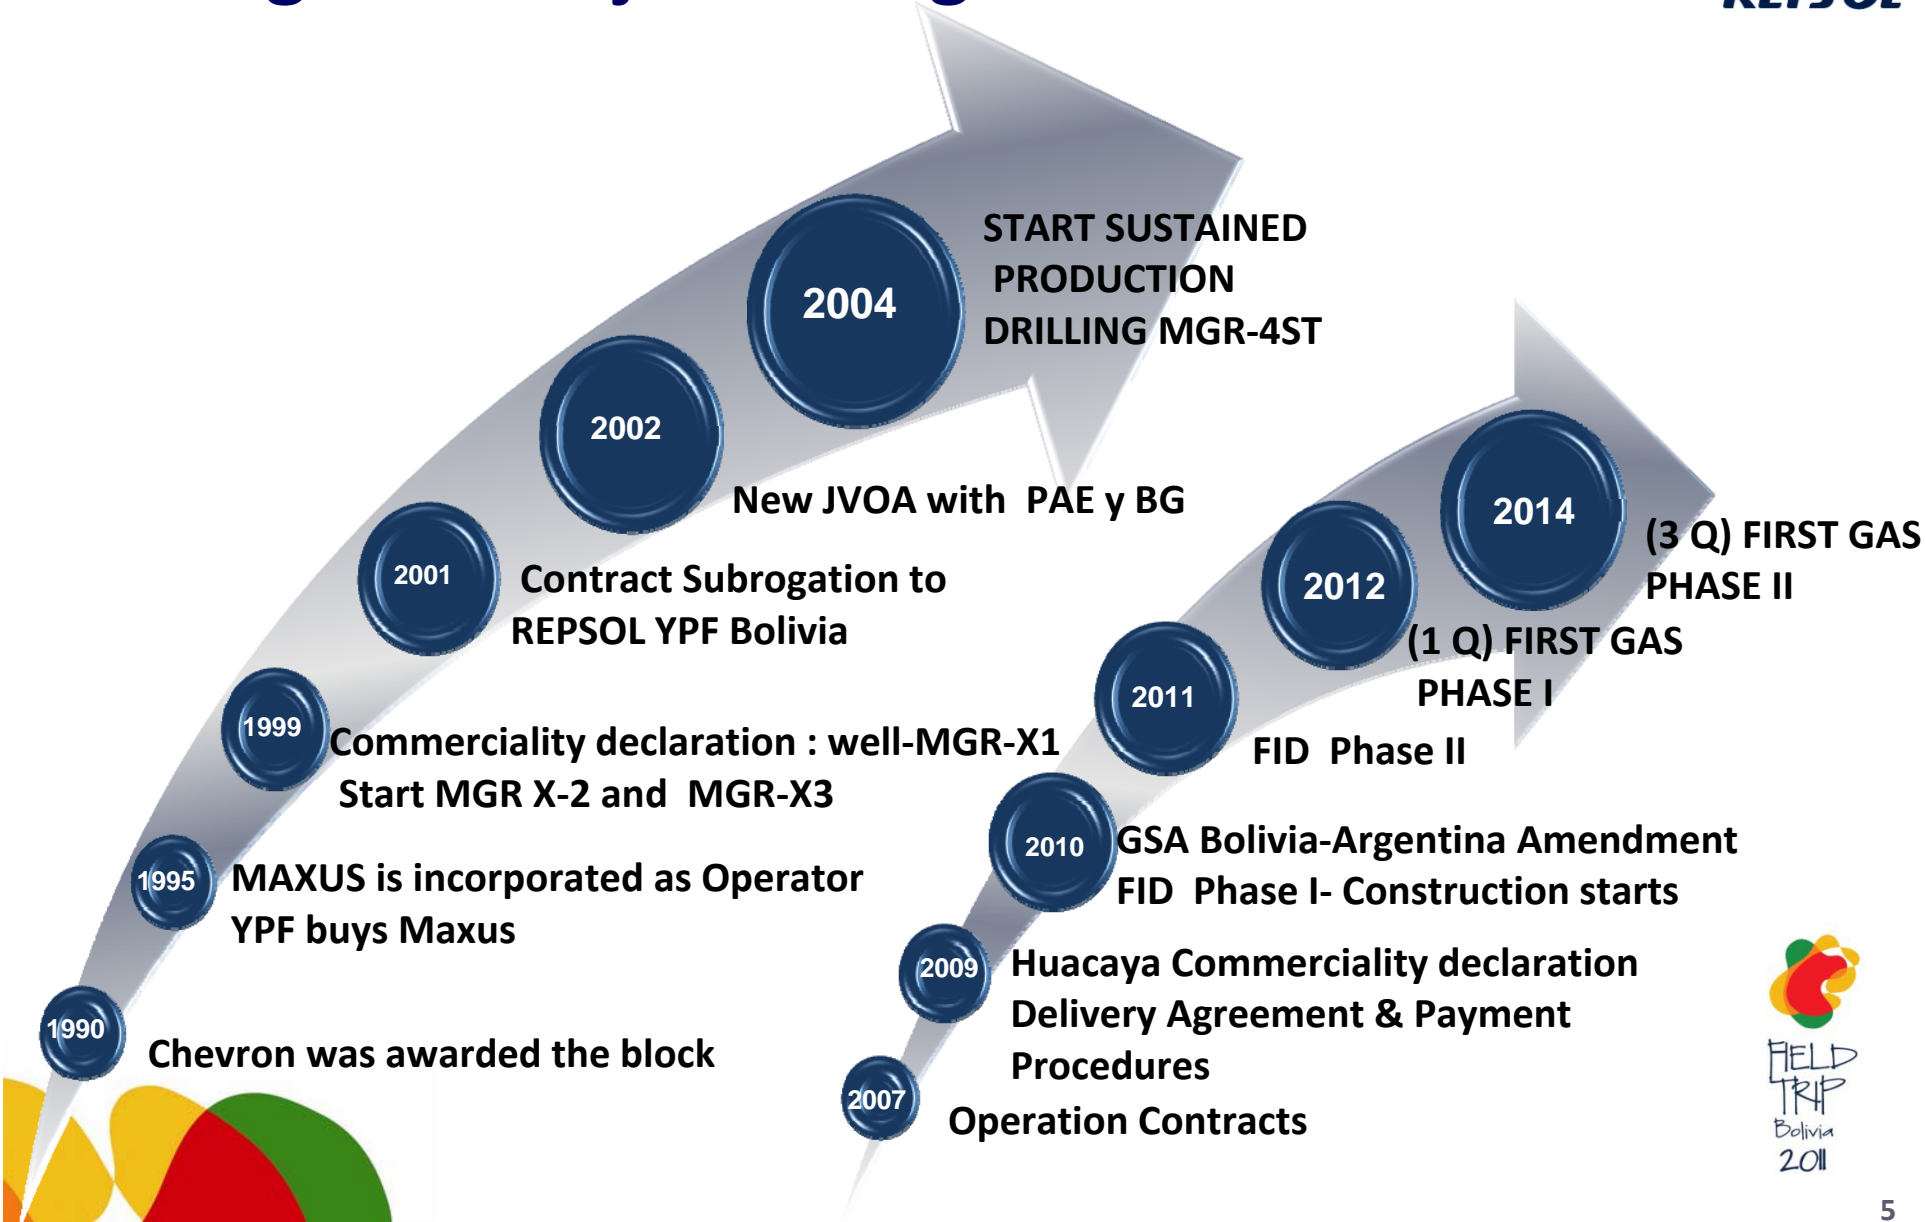 2004
START SUSTAINED
PRODUCTION
DRILLING MGR-4ST
2002
New JVOA with PAE y BG
2001
Contract Subrogation to
REPSOL YPF Bolivia
1999
Commerciality declaration : well-MGR-X1
Start MGR X-2 and MGR-X3
1995
MAXUS is incorporated as Operator
YPF buys Maxus
1990
Chevron was awarded the block
2014
(3 Q) FIRST GAS
PHASE II
2012
(1 Q) FIRST GAS
PHASE I
2011
FID Phase II
2010
GSA Bolivia-Argentina Amendment
FID Phase I- Construction starts
2009
Huacaya Commerciality declaration
Delivery Agreement & Payment
Procedures
2007
Operation Contracts
FIELD
TRIP
Bolivia
2011
5